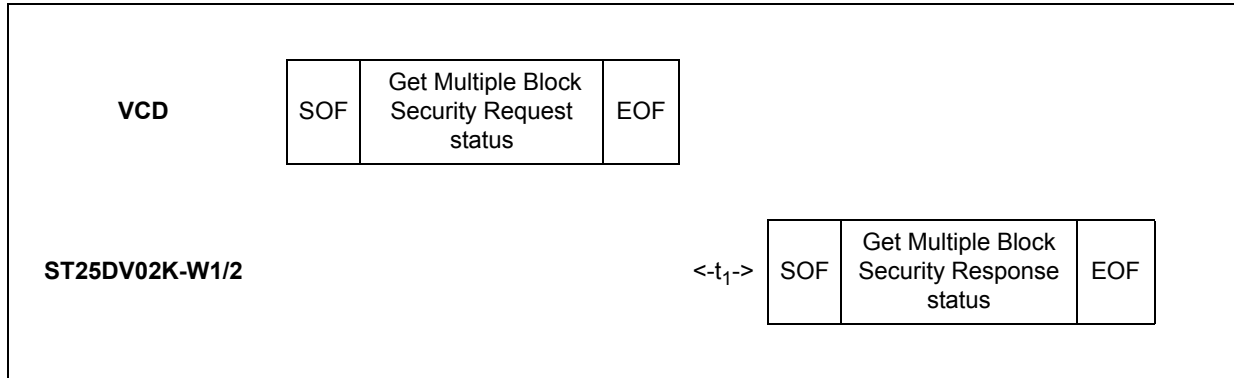 VCD
SOF
Get Multiple Block
Security Request
status
EOF
ST25DV02K-W1/2
<-t1->
SOF
Get Multiple Block
Security Response
status
EOF